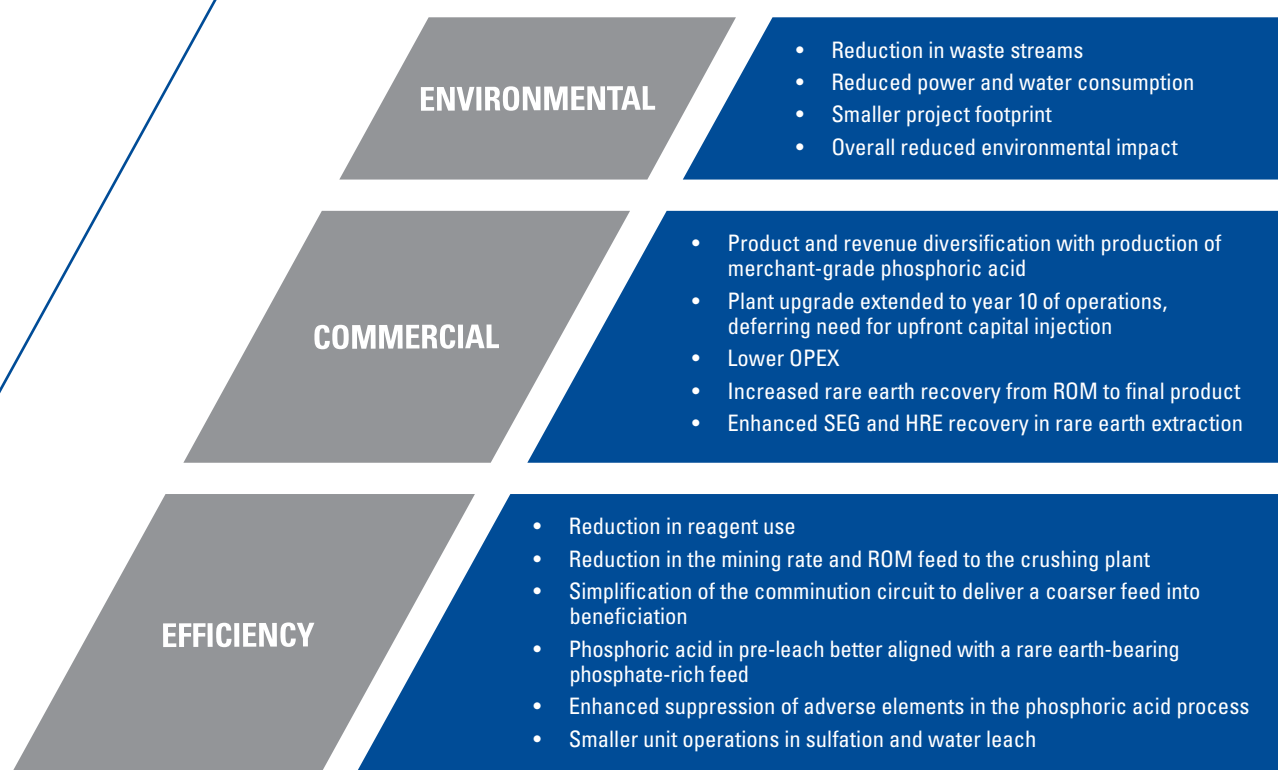 ENVIRONMENTAL
• Reduction in waste streams
• Reduced power and water consumption
• Smaller project footprint
• Overall reduced environmental impact
COMMERCIAL
• Product and revenue diversification with production of
merchant-grade phosphoric acid
• Plant upgrade extended to year 10 of operations,
deferring need for upfront capital injection
• Lower OPEX
• Increased rare earth recovery from ROM to final product
• Enhanced SEG and HRE recovery in rare earth extraction
EFFICIENCY
• Reduction in reagent use
• Reduction in the mining rate and ROM feed to the crushing plant
• Simplification of the comminution circuit to deliver a coarser feed into
beneficiation
• Phosphoric acid in pre-leach better aligned with a rare earth-bearing
phosphate-rich feed
• Enhanced suppression of adverse elements in the phosphoric acid process
• Smaller unit operations in sulfation and water leach